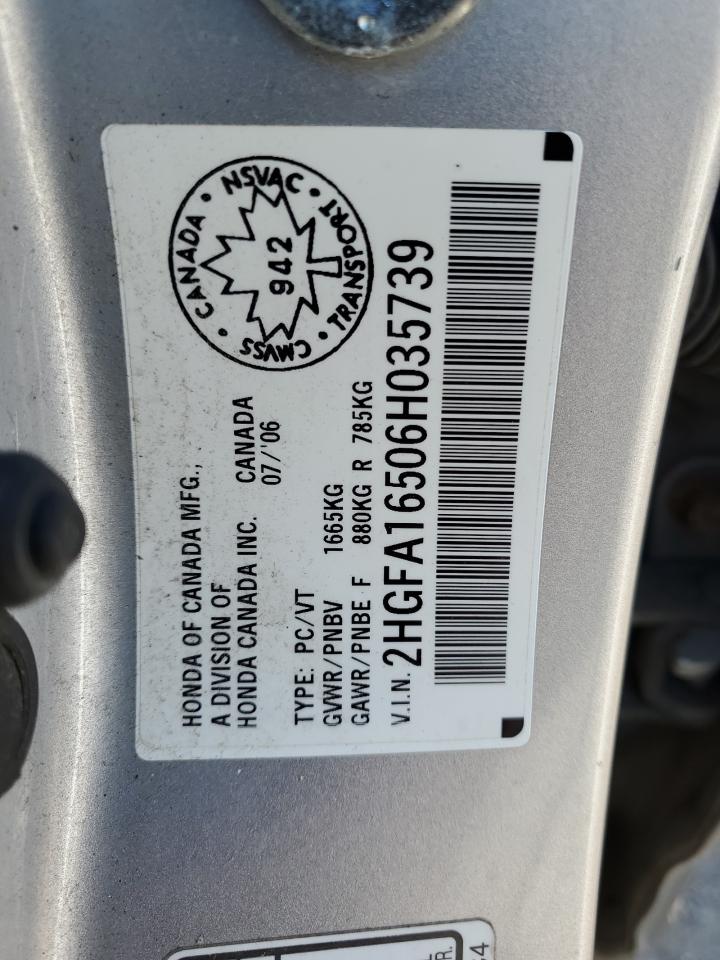 HONDA OF CANADA MFG.,
A DIVISION OF
HONDA CANADA INC. CANADA
07/'06
TYPE: PC/VT
GVWR/PNBV 1665KG
GAWR/PNBE F 880KG R 785KG
V.I.N. 2HGFA16506H035739
CANADA • NSVAC • TRANSPORT • CMVSS •
942